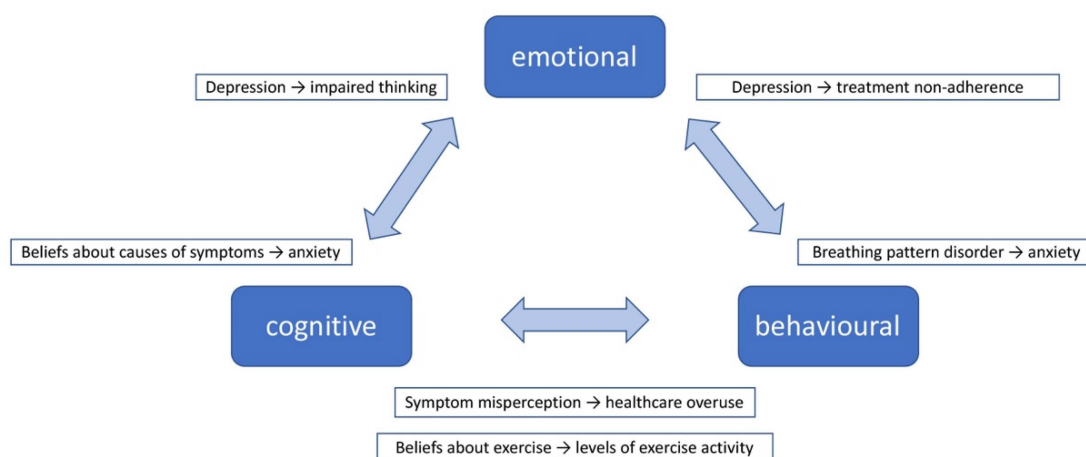 emotional
Depression → impaired thinking
Depression → treatment non-adherence
Beliefs about causes of symptoms → anxiety
Breathing pattern disorder → anxiety
cognitive
behavioural
Symptom misperception → healthcare overuse
Beliefs about exercise → levels of exercise activity